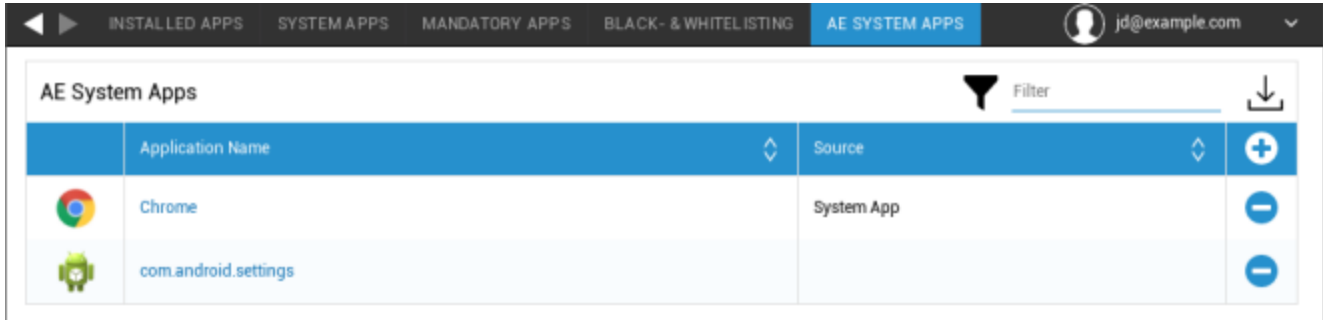 INSTALLED APPS SYSTEM APPS MANDATORY APPS BLACK- & WHITELISTING AE SYSTEM APPS jd@example.com
AE System Apps Filter
Application Name Source
Chrome System App
com.android.settings